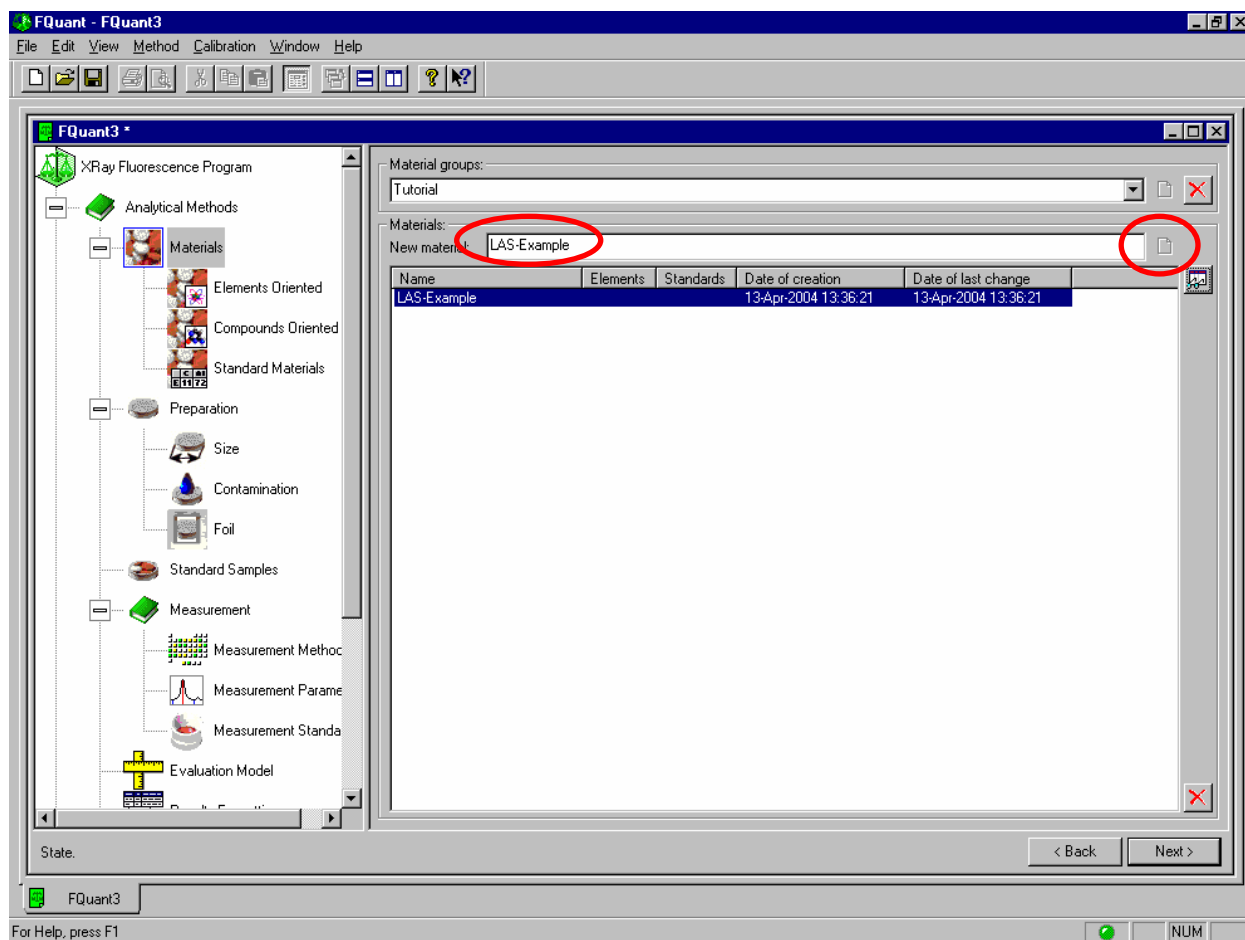 FQuant - FQuant3
File Edit View Method Calibration Window Help
FQuant3 *
XRay Fluorescence Program
Analytical Methods
Materials
Elements Oriented
Compounds Oriented
Standard Materials
Preparation
Size
Contamination
Foil
Standard Samples
Measurement
Measurement Methoc
Measurement Parame
Measurement Standa
Evaluation Model
Material groups:
Tutorial
Materials:
New material: LAS-Example
Name Elements Standards Date of creation Date of last change
LAS-Example 13-Apr-2004 13:36:21 13-Apr-2004 13:36:21
State.
< Back Next >
FQuant3
For Help, press F1 NUM